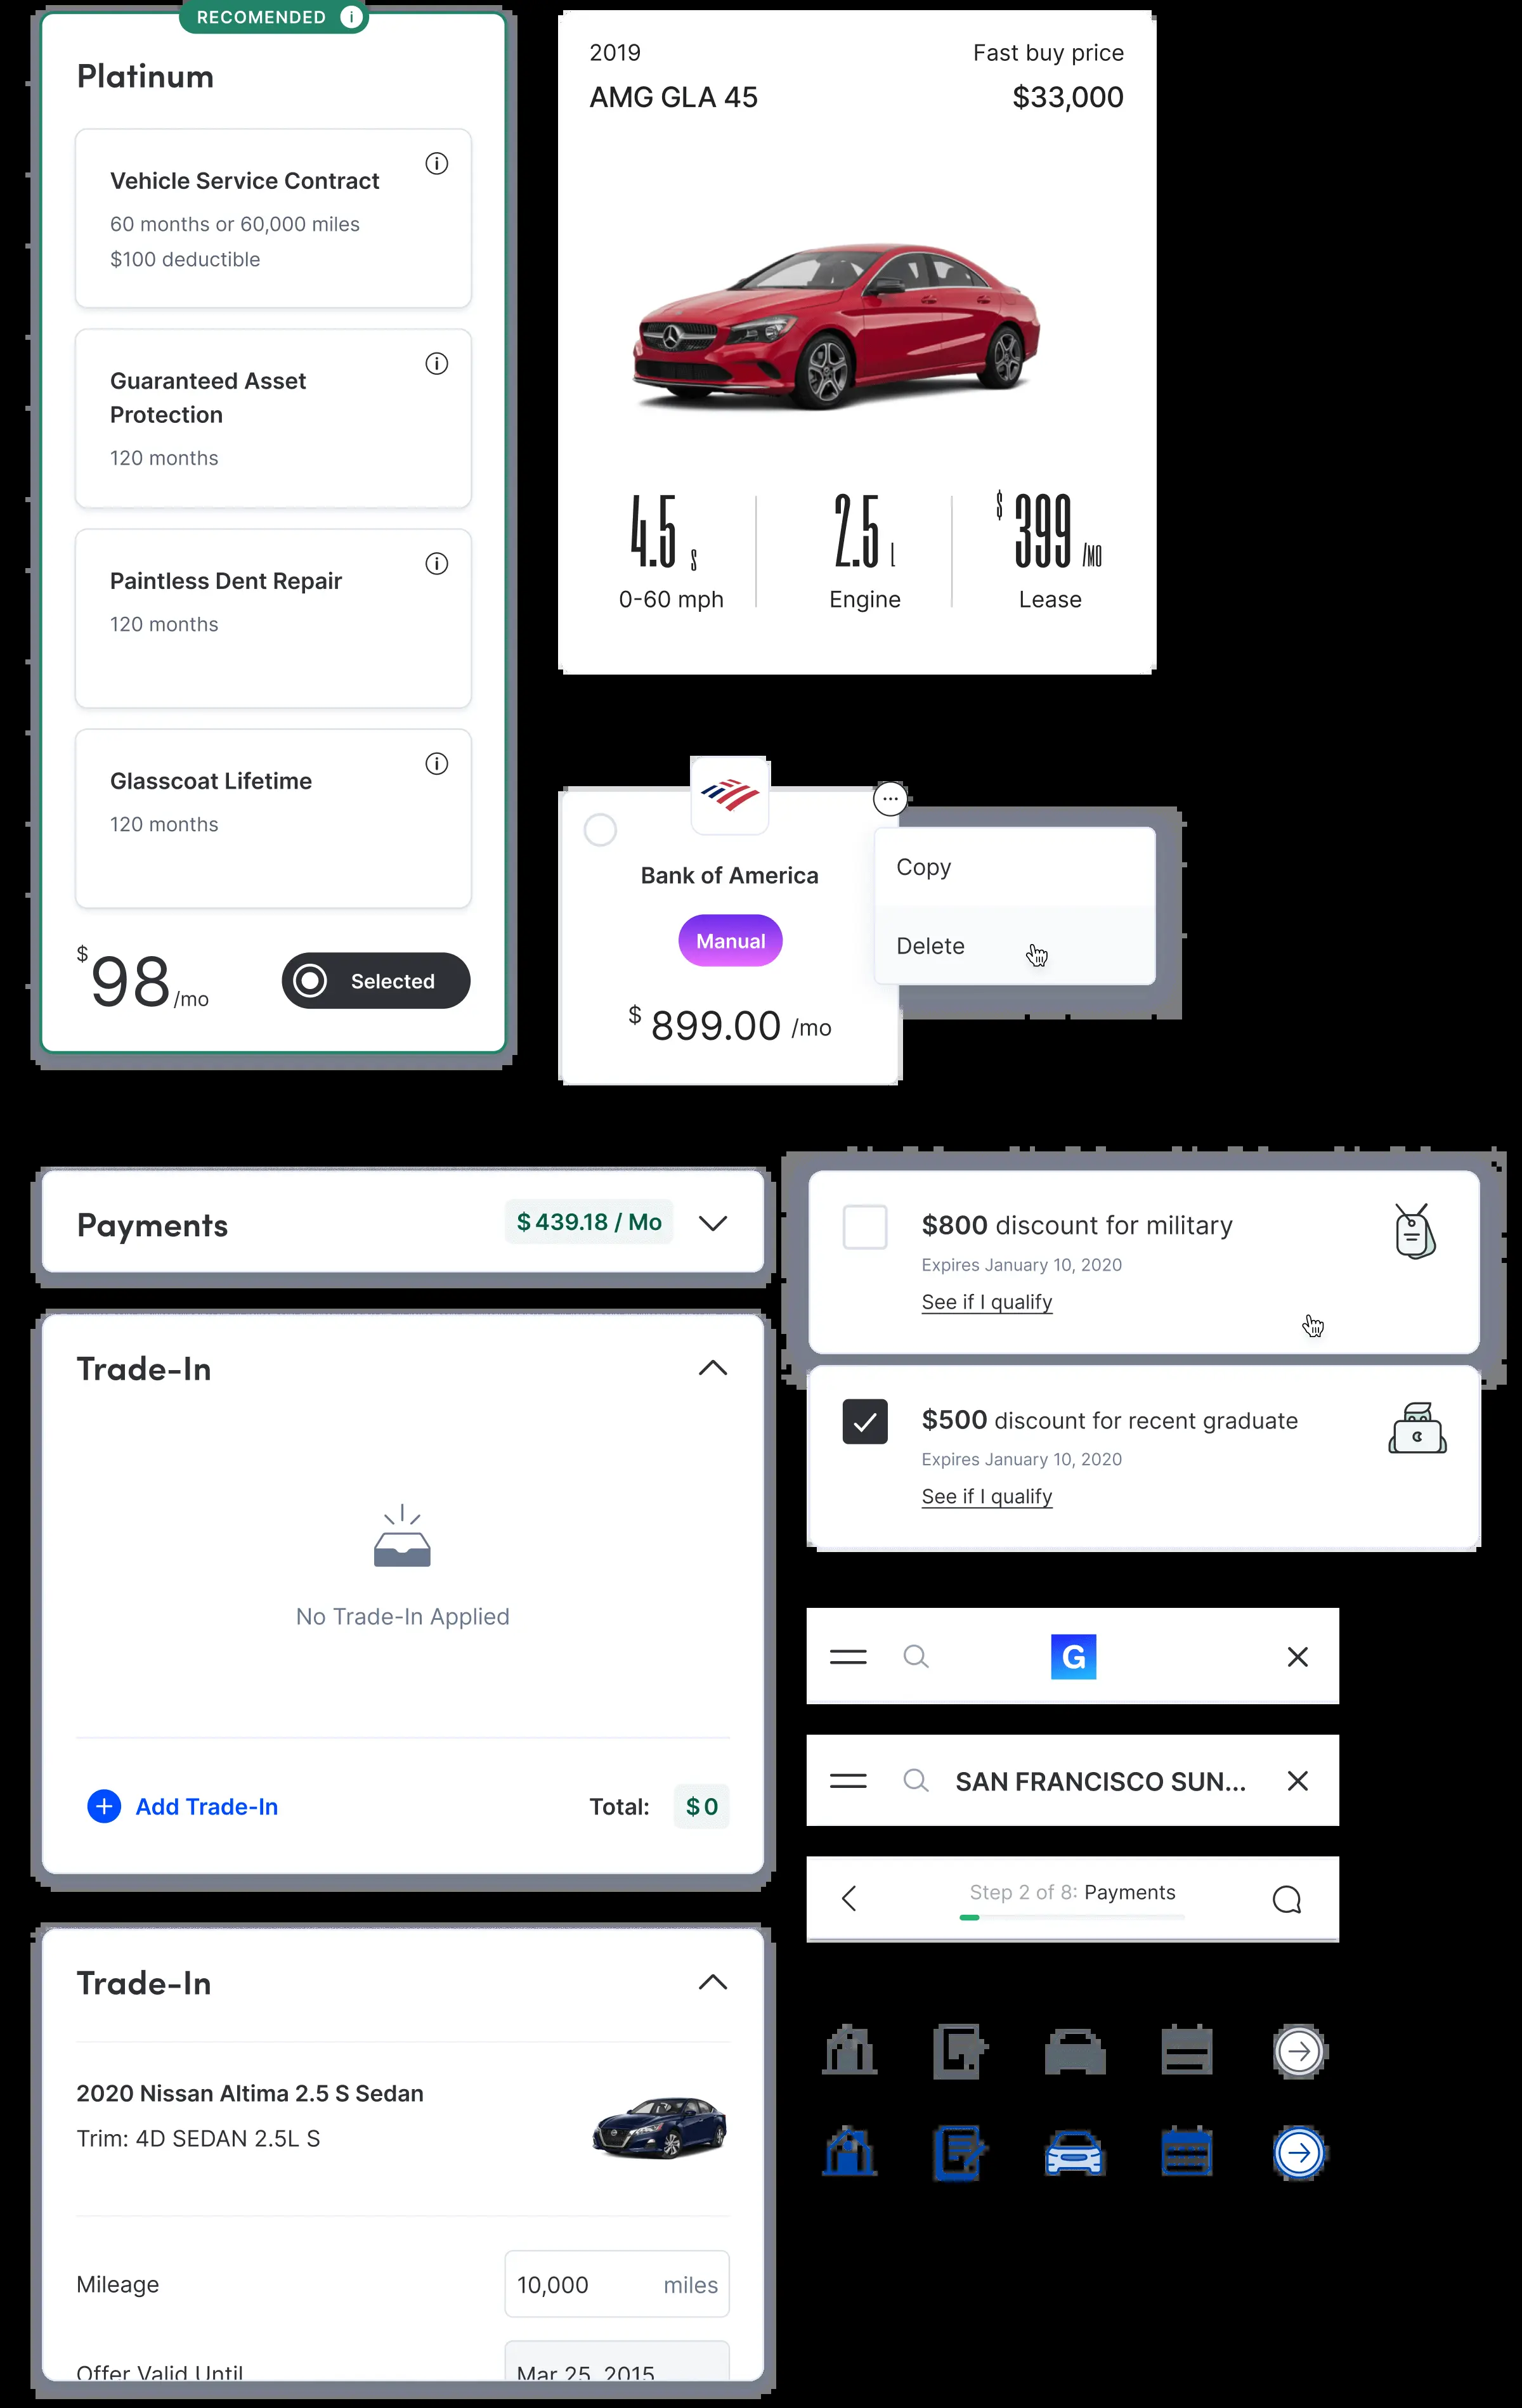 RECOMENDED
Platinum
Vehicle Service Contract
60 months or 60,000 miles
$100 deductible
Guaranteed Asset
Protection
120 months
Paintless Dent Repair
120 months
Glasscoat Lifetime
120 months
$98/mo
Selected
2019
Fast buy price
AMG GLA 45
$33,000
4.5 S
0-60 mph
2.5 L
Engine
$399 /MO
Lease
Bank of America
Manual
$899.00 /mo
Copy
Delete
Payments
$439.18 / Mo
$800 discount for military
Expires January 10, 2020
See if I qualify
$500 discount for recent graduate
Expires January 10, 2020
See if I qualify
Trade-In
No Trade-In Applied
Add Trade-In
Total:
$0
G
SAN FRANCISCO SUN...
Step 2 of 8: Payments
Trade-In
2020 Nissan Altima 2.5 S Sedan
Trim: 4D SEDAN 2.5L S
Mileage
10,000 miles
Offer Valid Until
Mar 25, 2015